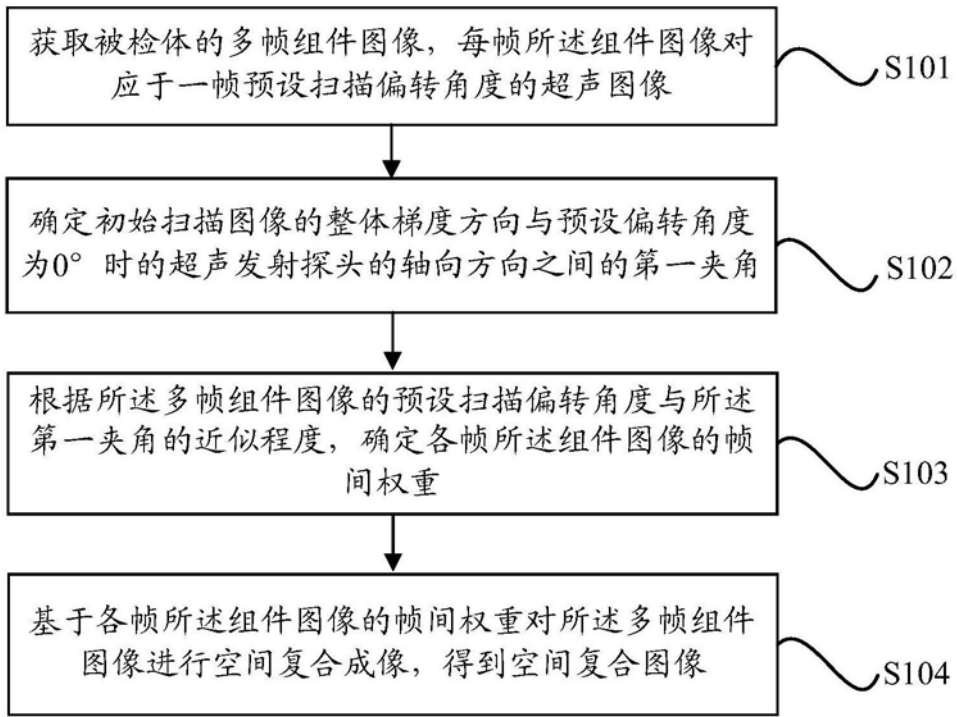 获取被检体的多帧组件图像，每帧所述组件图像对
应于一帧预设扫描偏转角度的超声图像
S101
确定初始扫描图像的整体梯度方向与预设偏转角度
为0° 时的超声发射探头的轴向方向之间的第一夹角
S102
根据所述多帧组件图像的预设扫描偏转角度与所述
第一夹角的近似程度，确定各帧所述组件图像的帧
间权重
S103
基于各帧所述组件图像的帧间权重对所述多帧组件
图像进行空间复合成像，得到空间复合图像
S104